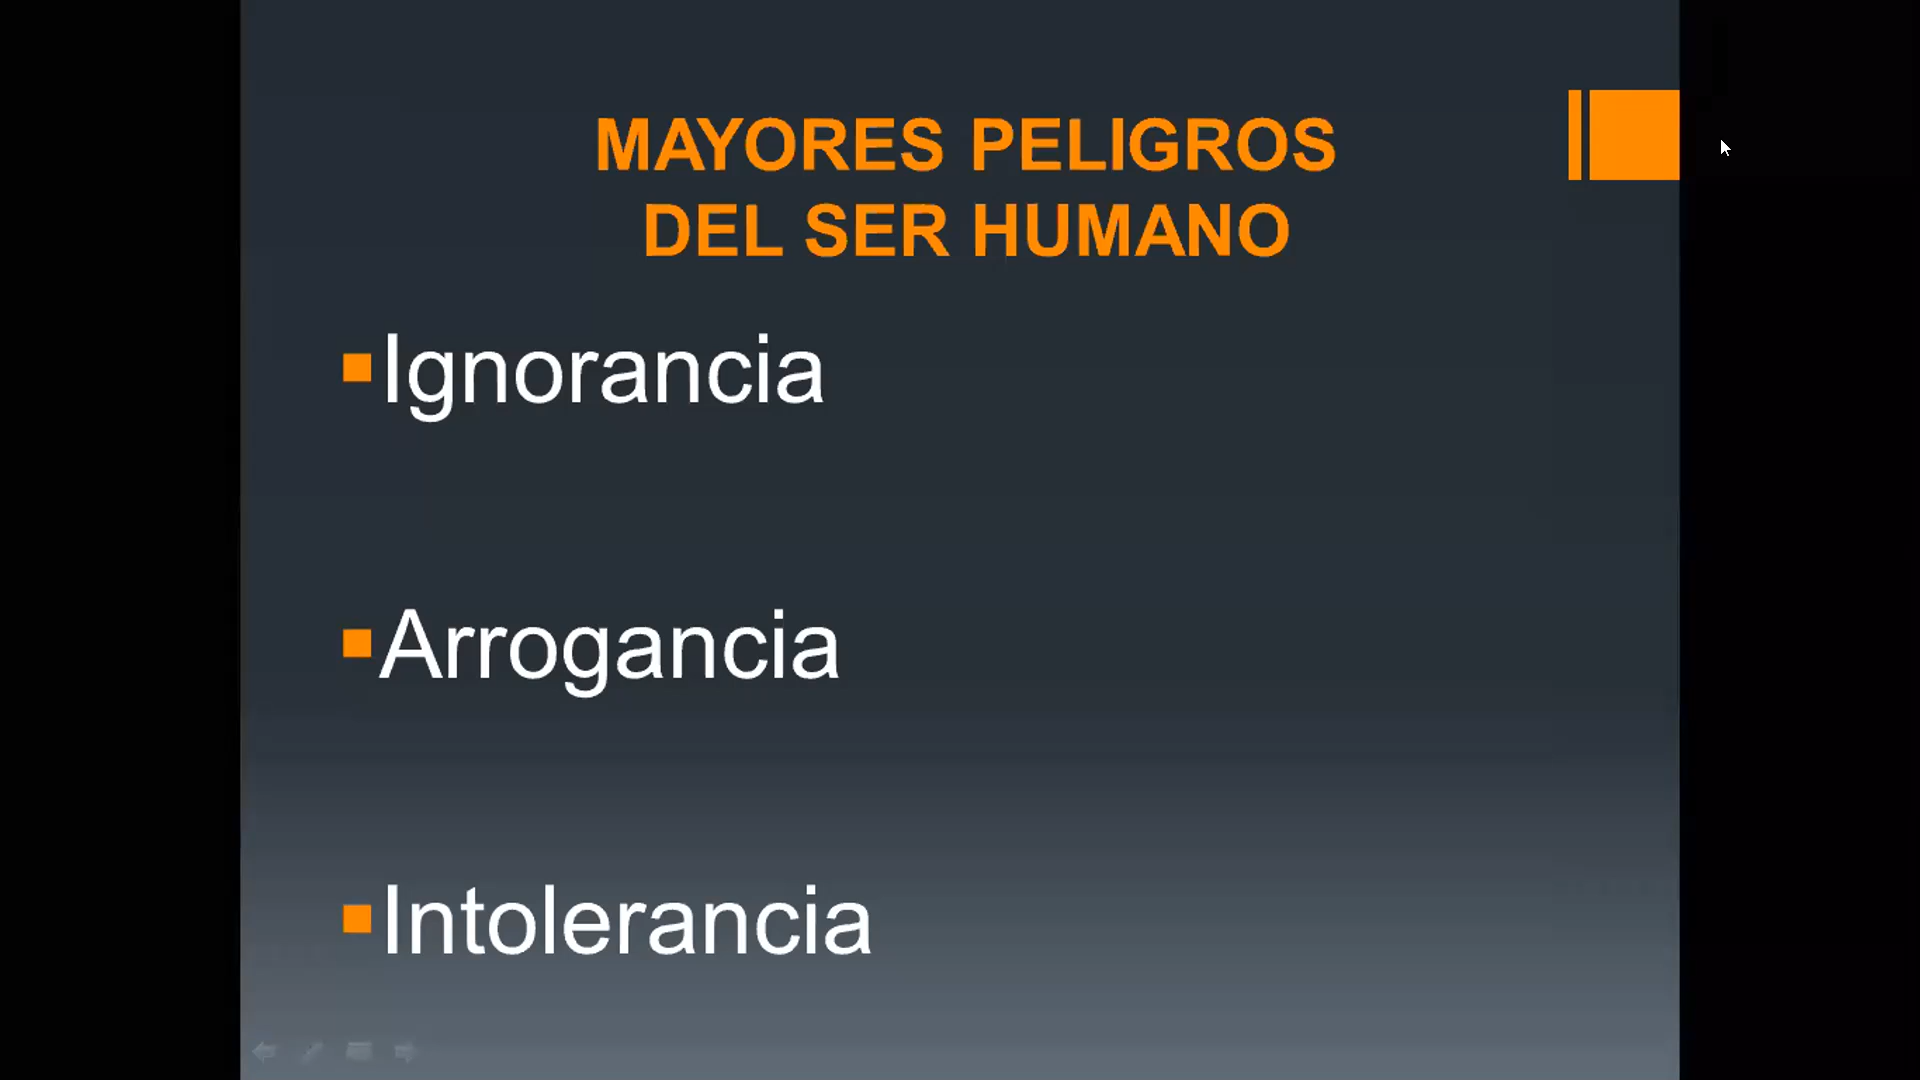 MAYORES PELIGROS
DEL SER HUMANO
Ignorancia
Arrogancia
Intolerancia